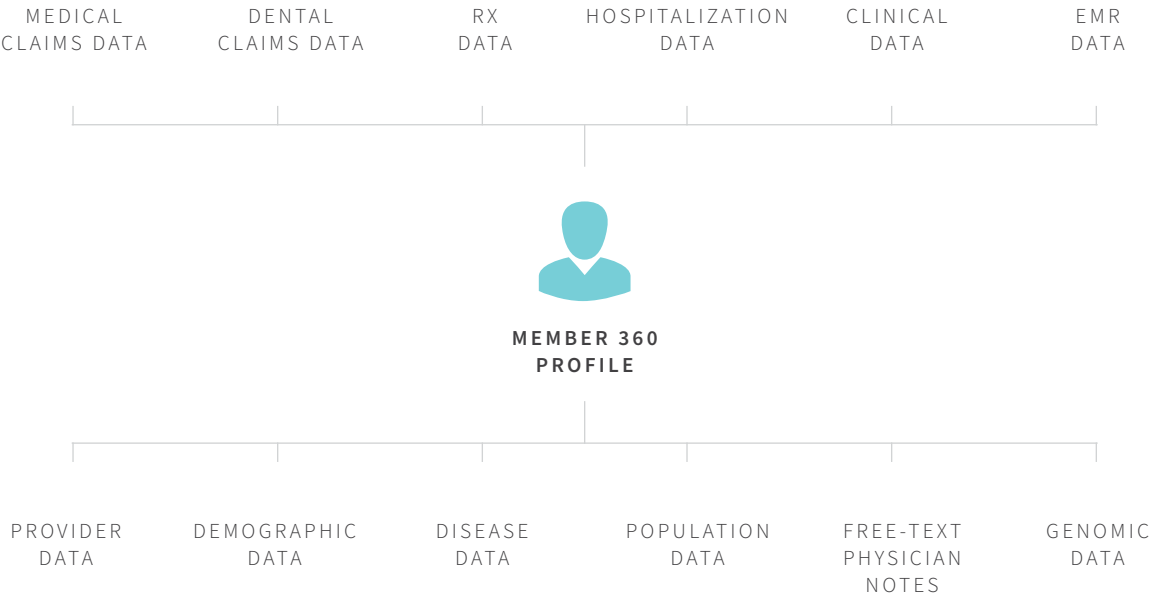 MEDICAL
CLAIMS DATA
DENTAL
CLAIMS DATA
RX
DATA
HOSPITALIZATION
DATA
CLINICAL
DATA
EMR
DATA
MEMBER 360
PROFILE
PROVIDER
DATA
DEMOGRAPHIC
DATA
DISEASE
DATA
POPULATION
DATA
FREE-TEXT
PHYSICIAN
NOTES
GENOMIC
DATA